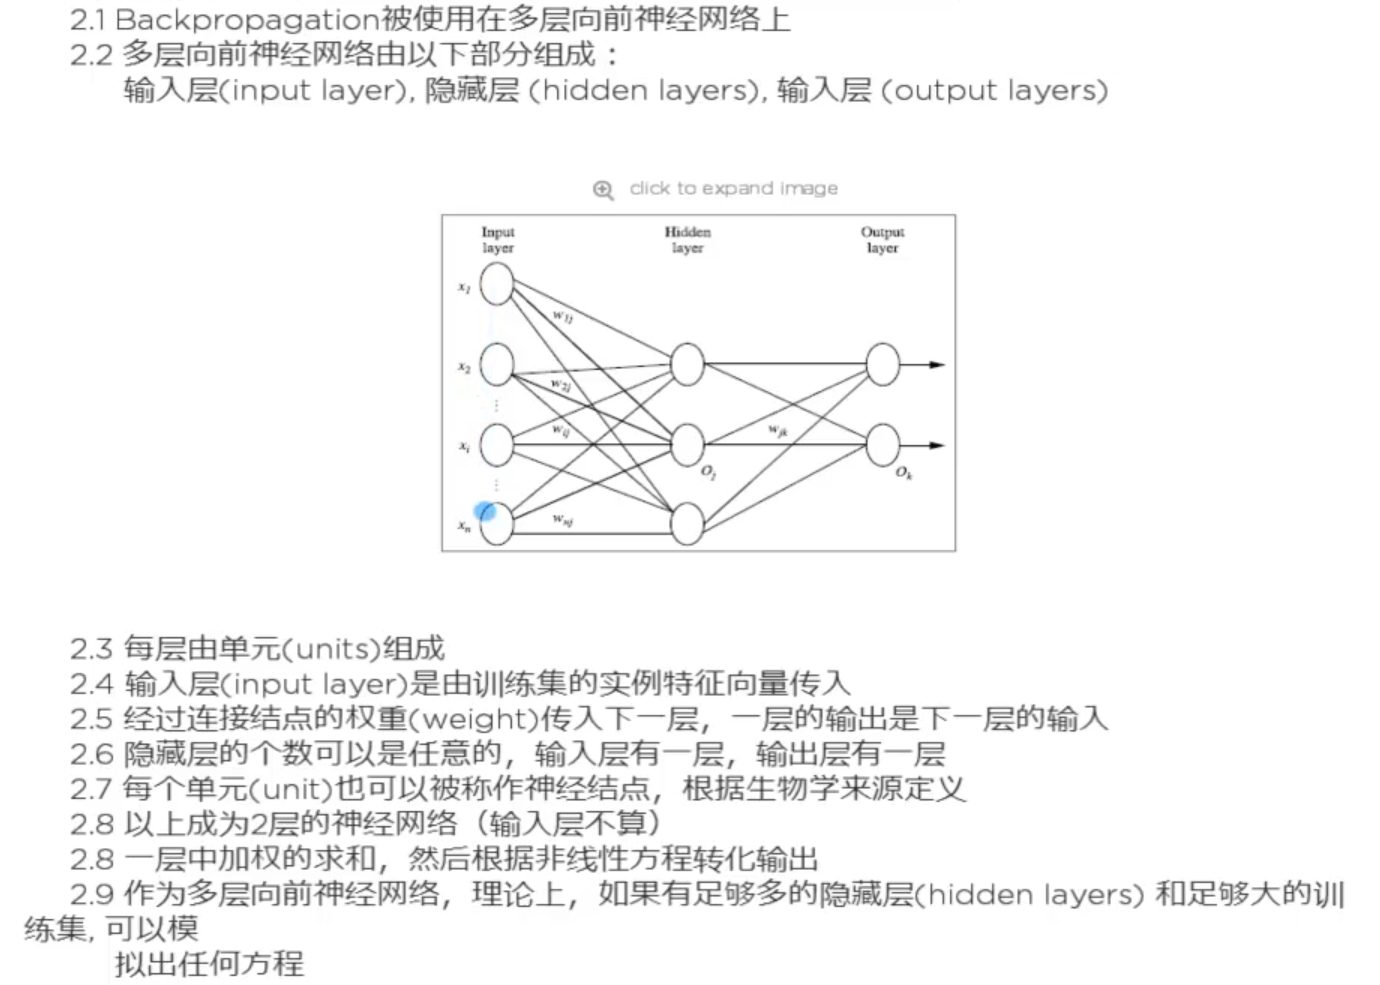 2.1 Backpropagation被使用在多层向前神经网络上
2.2 多层向前神经网络由以下部分组成：
输入层(input layer), 隐藏层 (hidden layers), 输入层 (output layers)
click to expand image
Input layer
Hidden layer
Output layer
x1
w1j
x2
w2j
xi
wij
wjk
Oj
Ok
xn
wnj
2.3 每层由单元(units)组成
2.4 输入层(input layer)是由训练集的实例特征向量传入
2.5 经过连接结点的权重(weight)传入下一层，一层的输出是下一层的输入
2.6 隐藏层的个数可以是任意的，输入层有一层，输出层有一层
2.7 每个单元(unit)也可以被称作神经结点，根据生物学来源定义
2.8 以上成为2层的神经网络（输入层不算）
2.8 一层中加权的求和，然后根据非线性方程转化输出
2.9 作为多层向前神经网络，理论上，如果有足够多的隐藏层(hidden layers) 和足够大的训
练集, 可以模
拟出任何方程